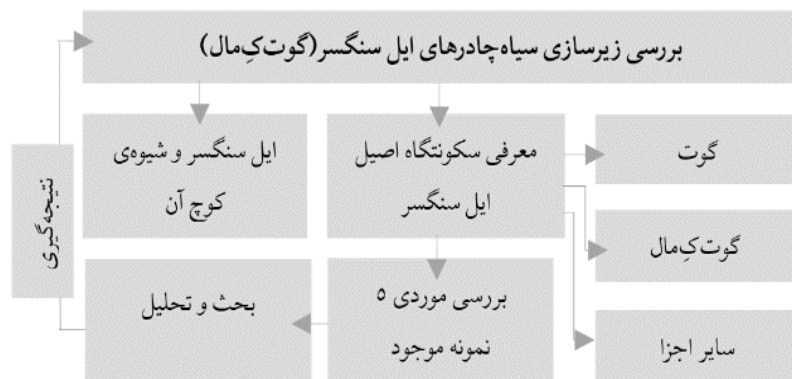 بررسی زیرسازی سیاه‌چادرهای ایل سنگسر(گوت‌کِ‌مال)
گوت
معرفی سکونتگاه اصیل
ایل سنگسر
ایل سنگسر و شیوه‌ی
کوچ آن
گوت‌کِ‌مال
سایر اجزا
بررسی موردی ۵
نمونه موجود
بحث و تحلیل
نتیجه‌گیری